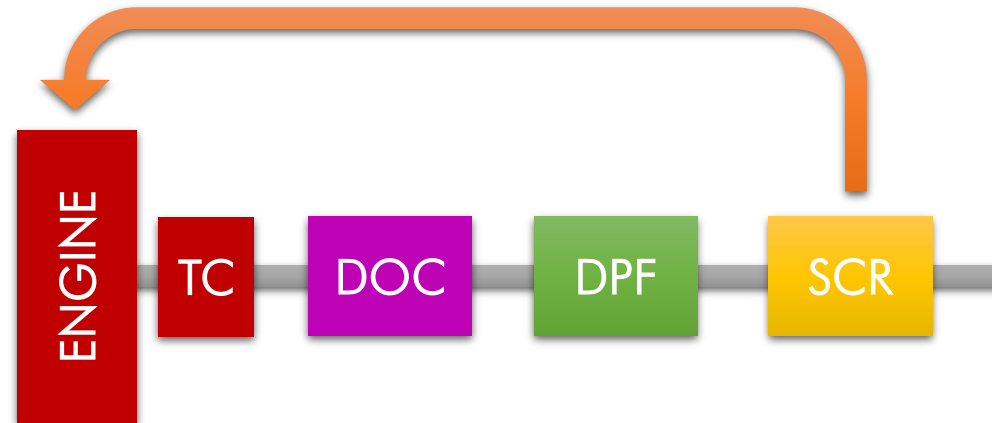 ENGINE
TC
DOC
DPF
SCR